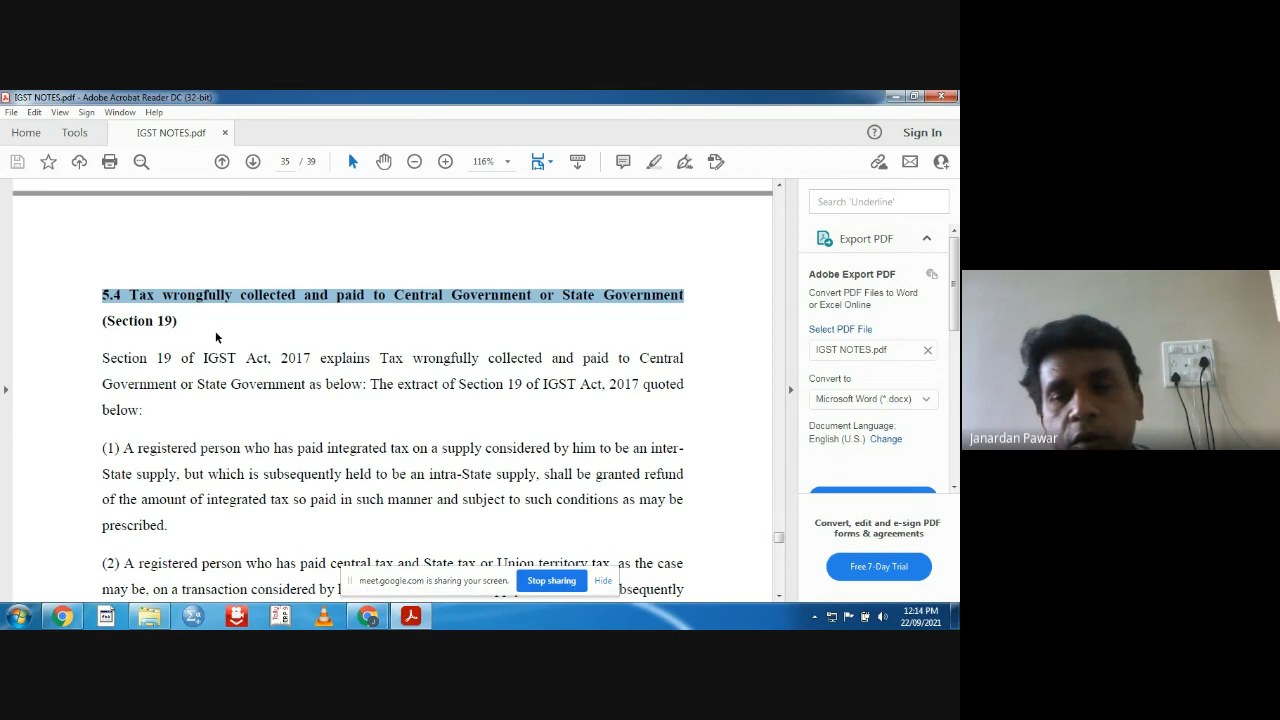 IGST NOTES.pdf - Adobe Acrobat Reader DC (32-bit)
File Edit View Sign Window Help
Home Tools IGST NOTES.pdf × Sign In
35 / 39 116%
Search 'Underline'
Export PDF
Adobe Export PDF
Convert PDF Files to Word
or Excel Online
Select PDF File
IGST NOTES.pdf
Convert to
Microsoft Word (*.docx)
Document Language:
English (U.S.) Change
Convert, edit and e-sign PDF
forms & agreements
Free 7-Day Trial
5.4 Tax wrongfully collected and paid to Central Government or State Government
(Section 19)
Section 19 of IGST Act, 2017 explains Tax wrongfully collected and paid to Central
Government or State Government as below: The extract of Section 19 of IGST Act, 2017 quoted
below:
(1) A registered person who has paid integrated tax on a supply considered by him to be an inter-
State supply, but which is subsequently held to be an intra-State supply, shall be granted refund
of the amount of integrated tax so paid in such manner and subject to such conditions as may be
prescribed.
(2) A registered person who has paid central tax and State tax or Union territory tax, as the case
may be, on a transaction considered by
meet.google.com is sharing your screen. Stop sharing Hide
12:14 PM
22/09/2021
Janardan Pawar